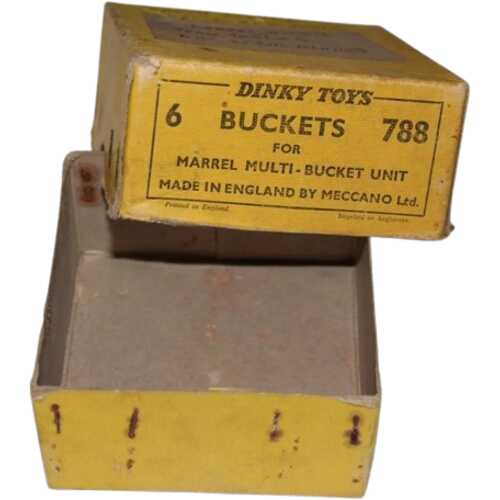 DINKY TOYS
6 BUCKETS 788
FOR
MARREL MULTI-BUCKET UNIT
MADE IN ENGLAND BY MECCANO Ltd.
Printed in England. Imprimé en Angleterre.